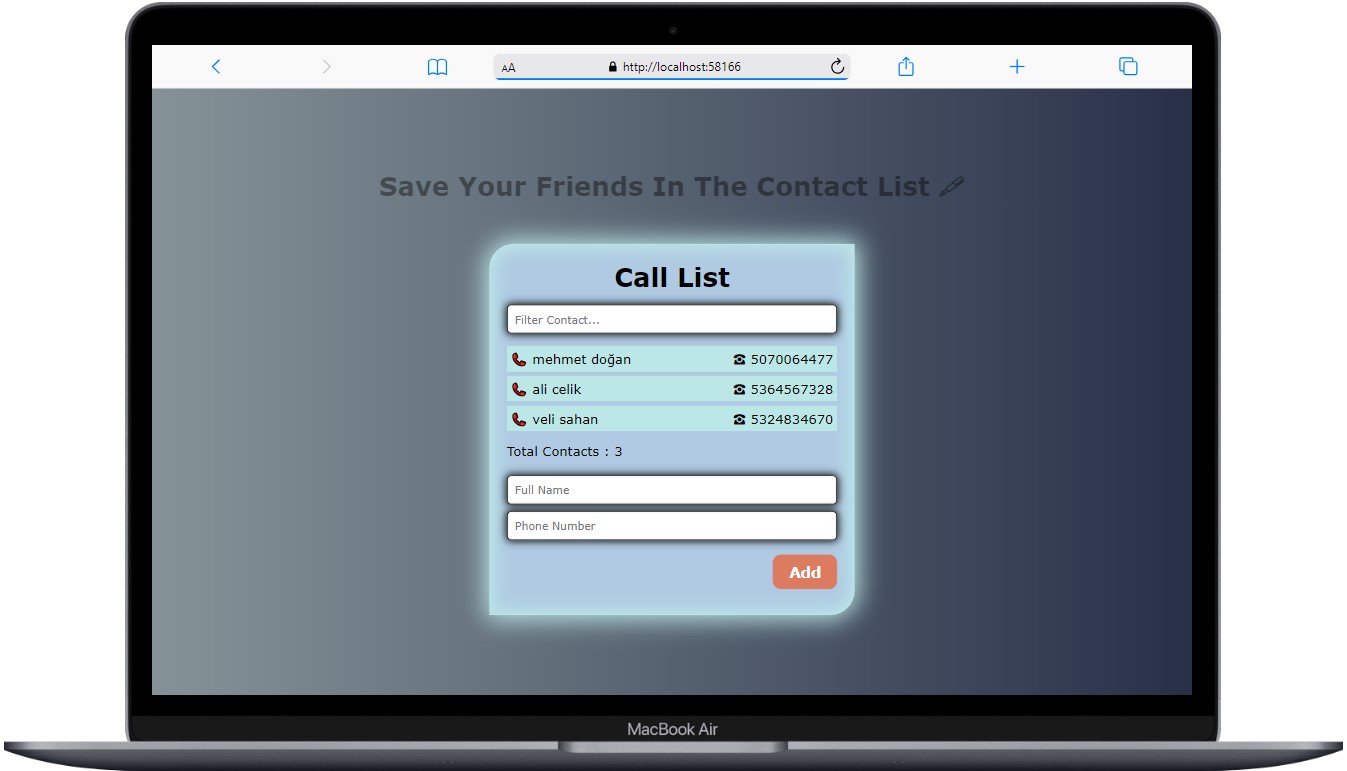 AA
http://localhost:58166
Save Your Friends In The Contact List
Call List
Filter Contact...
mehmet doğan 5070064477
ali celik 5364567328
veli sahan 5324834670
Total Contacts : 3
Full Name
Phone Number
Add
MacBook Air